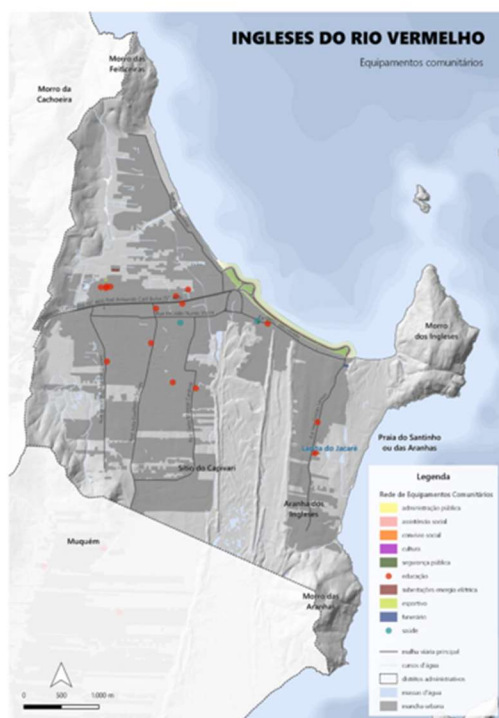 INGLESES DO RIO VERMELHO
Equipamentos comunitários
Morro das
Feiticeiras
Morro da
Cachoeira
Morro
dos Ingleses
Praia do Santinho
ou das Aranhas
Lagoa do Jacaré
Sítio do Capivari
Aranha dos
Ingleses
Muquém
Morro das
Aranhas
Legenda
Rede de Equipamentos Comunitários
administração pública
assistência social
convívio social
cultura
segurança pública
educação
subestações energia elétrica
esportivo
funerário
saúde
malha viária principal
cursos d'água
distritos administrativos
massas d'água
mancha urbana
0 500 1.000 m